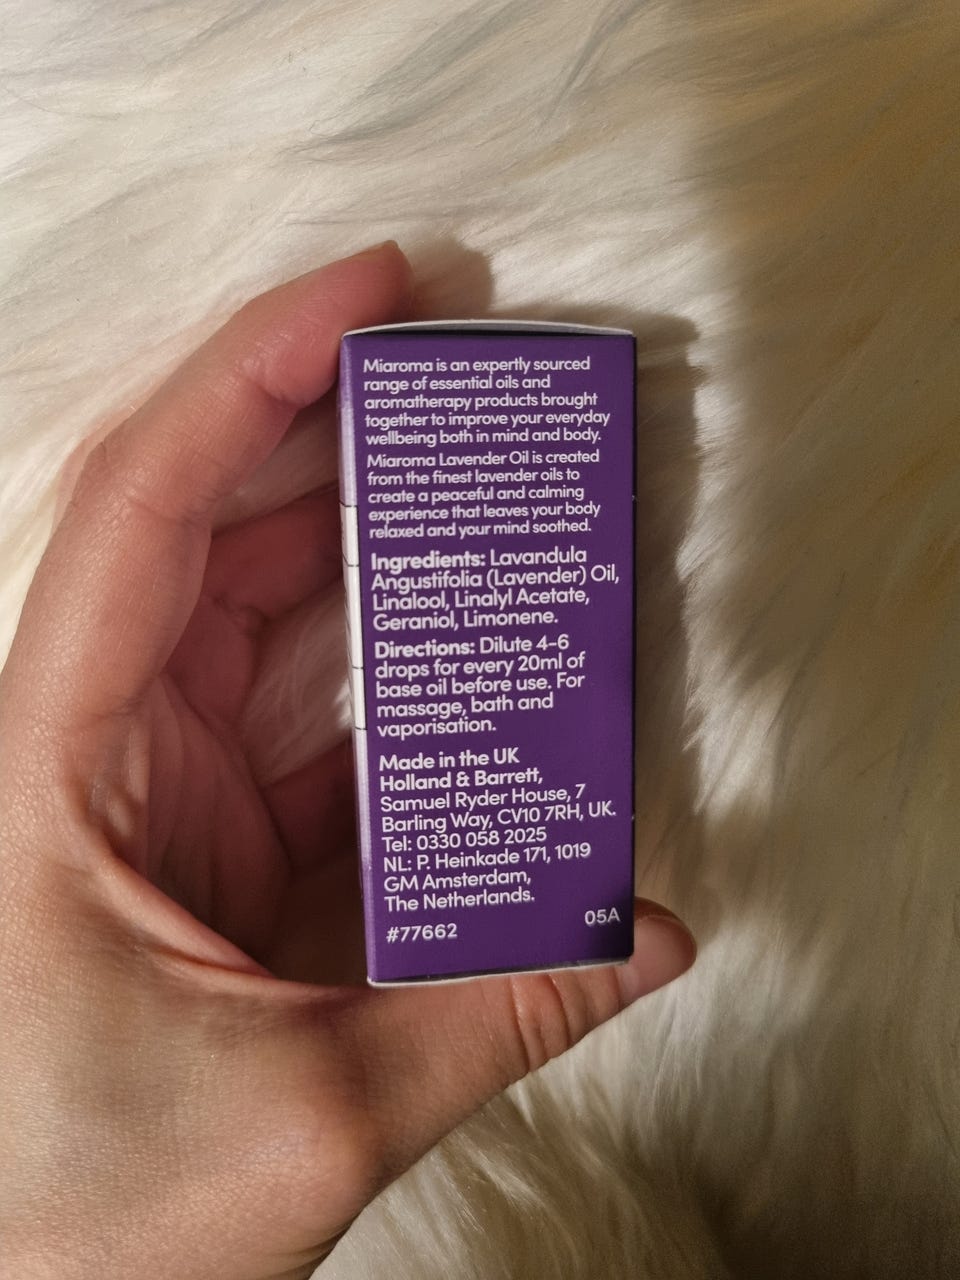 Miaroma is an expertly sourced
range of essential oils and
aromatherapy products brought
together to improve your everyday
wellbeing both in mind and body.
Miaroma Lavender Oil is created
from the finest lavender oils to
create a peaceful and calming
experience that leaves your body
relaxed and your mind soothed.
Ingredients: Lavandula
Angustifolia (Lavender) Oil,
Linalool, Linalyl Acetate,
Geraniol, Limonene.
Directions: Dilute 4-6
drops for every 20ml of
base oil before use. For
massage, bath and
vaporisation.
Made in the UK
Holland & Barrett,
Samuel Ryder House, 7
Barling Way, CV10 7RH, UK.
Tel: 0330 058 2025
NL: P. Heinkade 171, 1019
GM Amsterdam,
The Netherlands.
#77662 05A